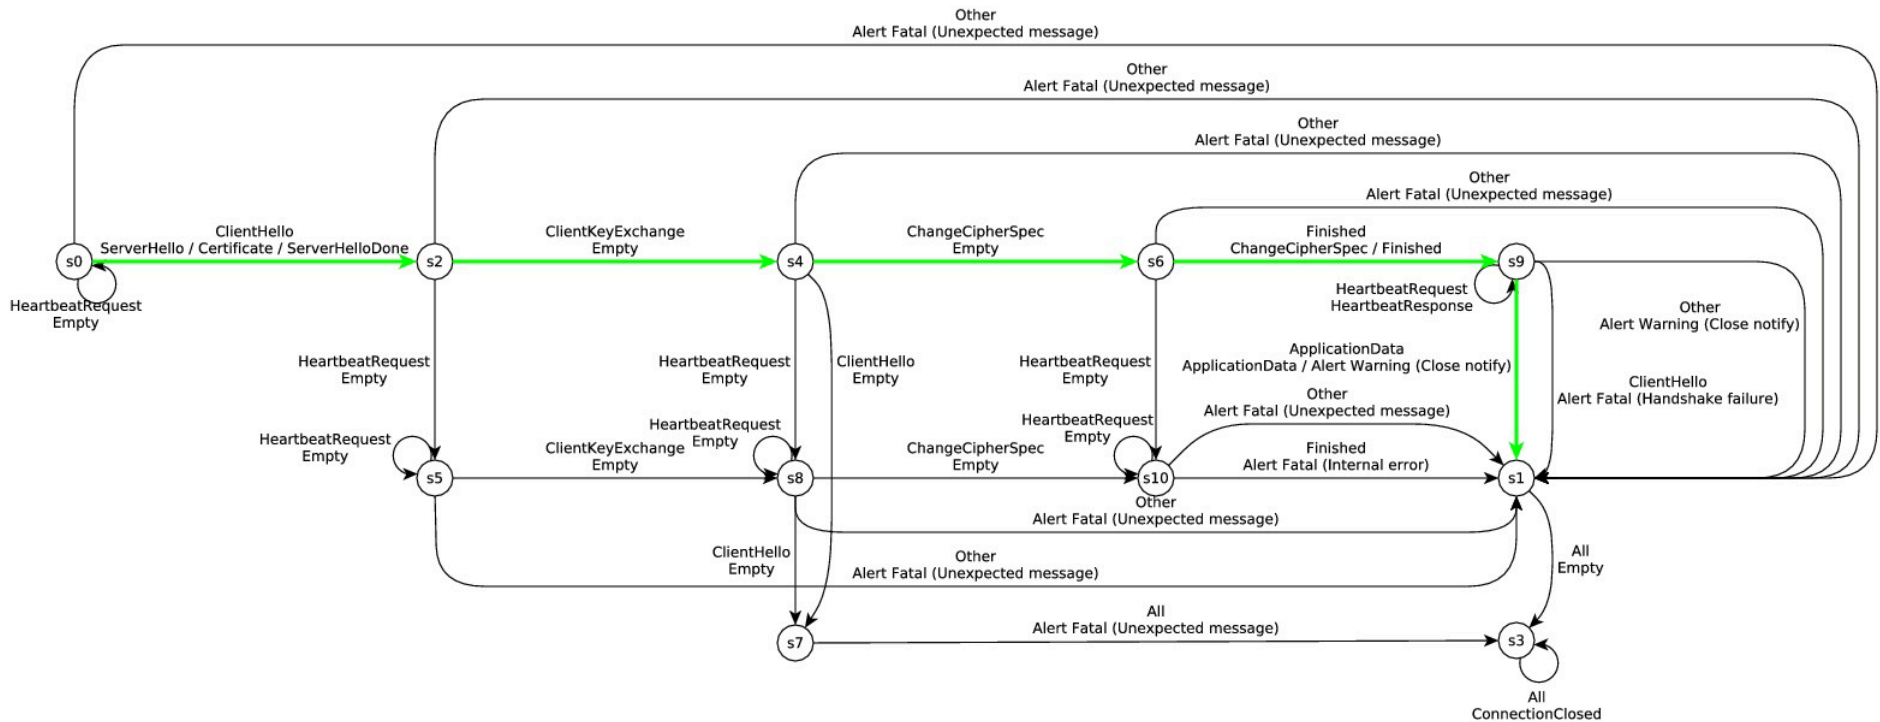 Other
Alert Fatal (Unexpected message)
Other
Alert Fatal (Unexpected message)
Other
Alert Fatal (Unexpected message)
Other
Alert Fatal (Unexpected message)
ClientHello
ServerHello / Certificate / ServerHelloDone
ClientKeyExchange
Empty
ChangeCipherSpec
Empty
Finished
ChangeCipherSpec / Finished
s0
s2
s4
s6
s9
HeartbeatRequest
Empty
HeartbeatRequest
HeartbeatResponse
Other
Alert Warning (Close notify)
HeartbeatRequest
Empty
HeartbeatRequest
Empty
ClientHello
Empty
HeartbeatRequest
Empty
ApplicationData
ApplicationData / Alert Warning (Close notify)
ClientHello
Alert Fatal (Handshake failure)
Other
Alert Fatal (Unexpected message)
HeartbeatRequest
Empty
HeartbeatRequest
Empty
HeartbeatRequest
Empty
ClientKeyExchange
Empty
ChangeCipherSpec
Empty
Finished
Alert Fatal (Internal error)
s5
s8
s10
s1
Other
Alert Fatal (Unexpected message)
ClientHello
Empty
Other
Alert Fatal (Unexpected message)
All
Empty
All
Alert Fatal (Unexpected message)
s7
s3
All
ConnectionClosed